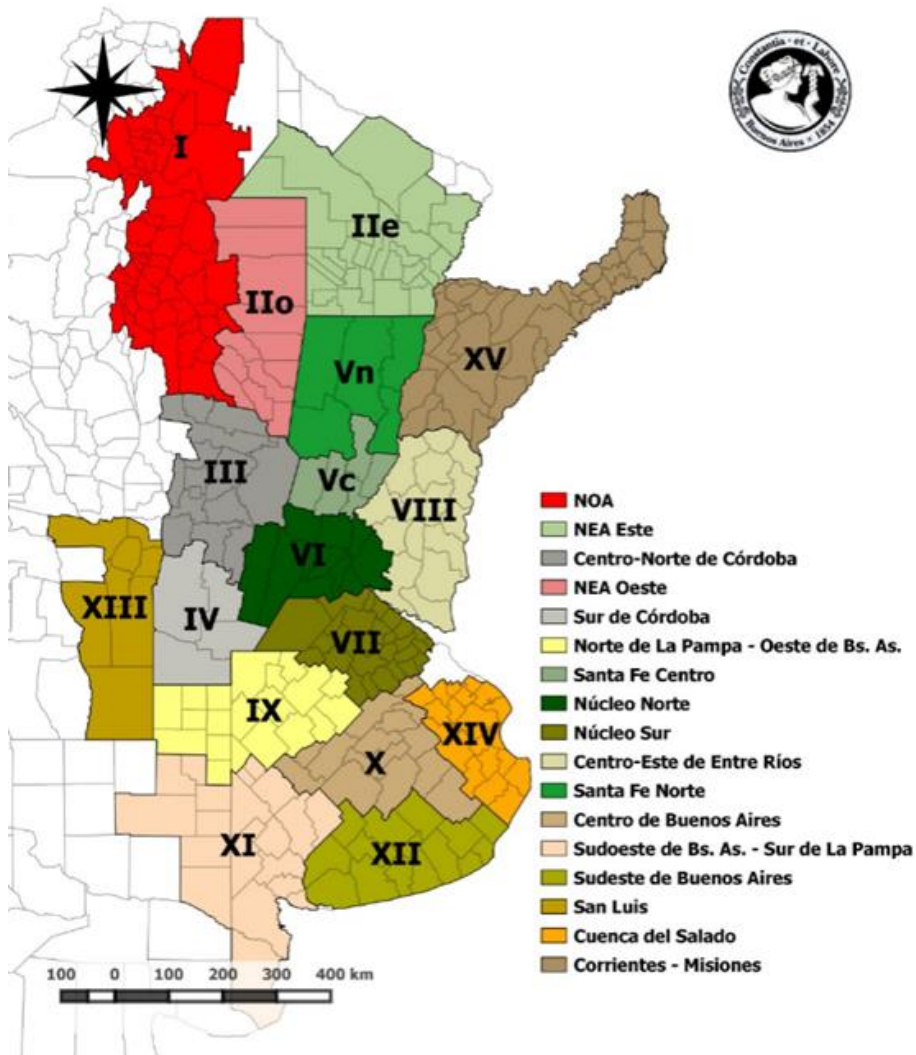 Constantia · et · Labore
Buenos Aires * 1854
I
IIe
IIo
XV
Vn
III
Vc
VIII
VI
XIII
IV
VII
IX
XIV
X
XI
XII
NOA
NEA Este
Centro-Norte de Córdoba
NEA Oeste
Sur de Córdoba
Norte de La Pampa - Oeste de Bs. As.
Santa Fe Centro
Núcleo Norte
Núcleo Sur
Centro-Este de Entre Ríos
Santa Fe Norte
Centro de Buenos Aires
Sudoeste de Bs. As. - Sur de La Pampa
Sudeste de Buenos Aires
San Luis
Cuenca del Salado
Corrientes - Misiones
100 0 100 200 300 400 km